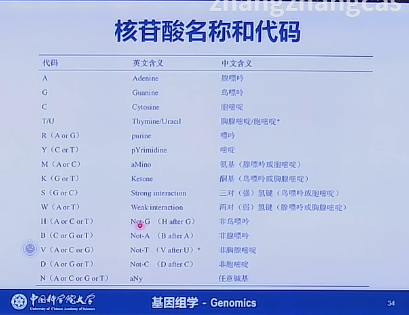 zhangzhangcas
核苷酸名称和代码
代码 英文含义 中文含义
A Adenine 腺嘌呤
G Guanine 鸟嘌呤
C Cytosine 胞嘧啶
T/U Thymine/Uracil 胸腺嘧啶/胞嘧啶*
R (A or G) purine 嘌呤
Y (C or T) pYrimidine 嘧啶
M (A or C) aMino 氨基 (腺嘌呤或胞嘧啶)
K (G or T) Ketone 酮基 (鸟嘌呤或胸腺嘧啶)
S (G or C) Strong interaction 三对 (强) 氢键 (鸟嘌呤或胞嘧啶)
W (A or T) Weak interaction 两对 (弱) 氢键 (腺嘌呤或胸腺嘧啶)
H (A or C or T) Not-G (H after G) 非鸟嘌呤
B (C or G or T) Not-A (B after A) 非腺嘌呤
V (A or C or G) Not-T (V after U) * 非胸腺嘧啶
D (A or G or T) Not-C (D after C) 非胞嘧啶
N (A or C or G or T) aNy 任意碱基
中国科学院大学
University of Chinese Academy of Sciences
基因组学 - Genomics
34